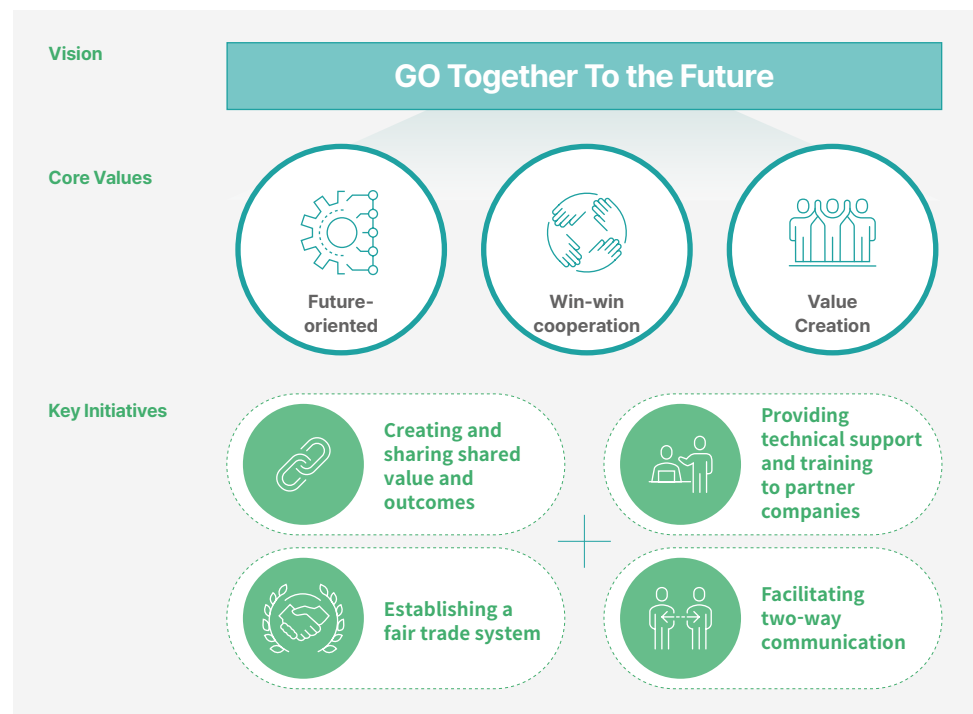 Vision
GO Together To the Future
Core Values
Future-
oriented
Win-win
cooperation
Value
Creation
Key Initiatives
Creating and
sharing shared
value and
outcomes
Providing
technical support
and training
to partner
companies
Establishing a
fair trade system
Facilitating
two-way
communication